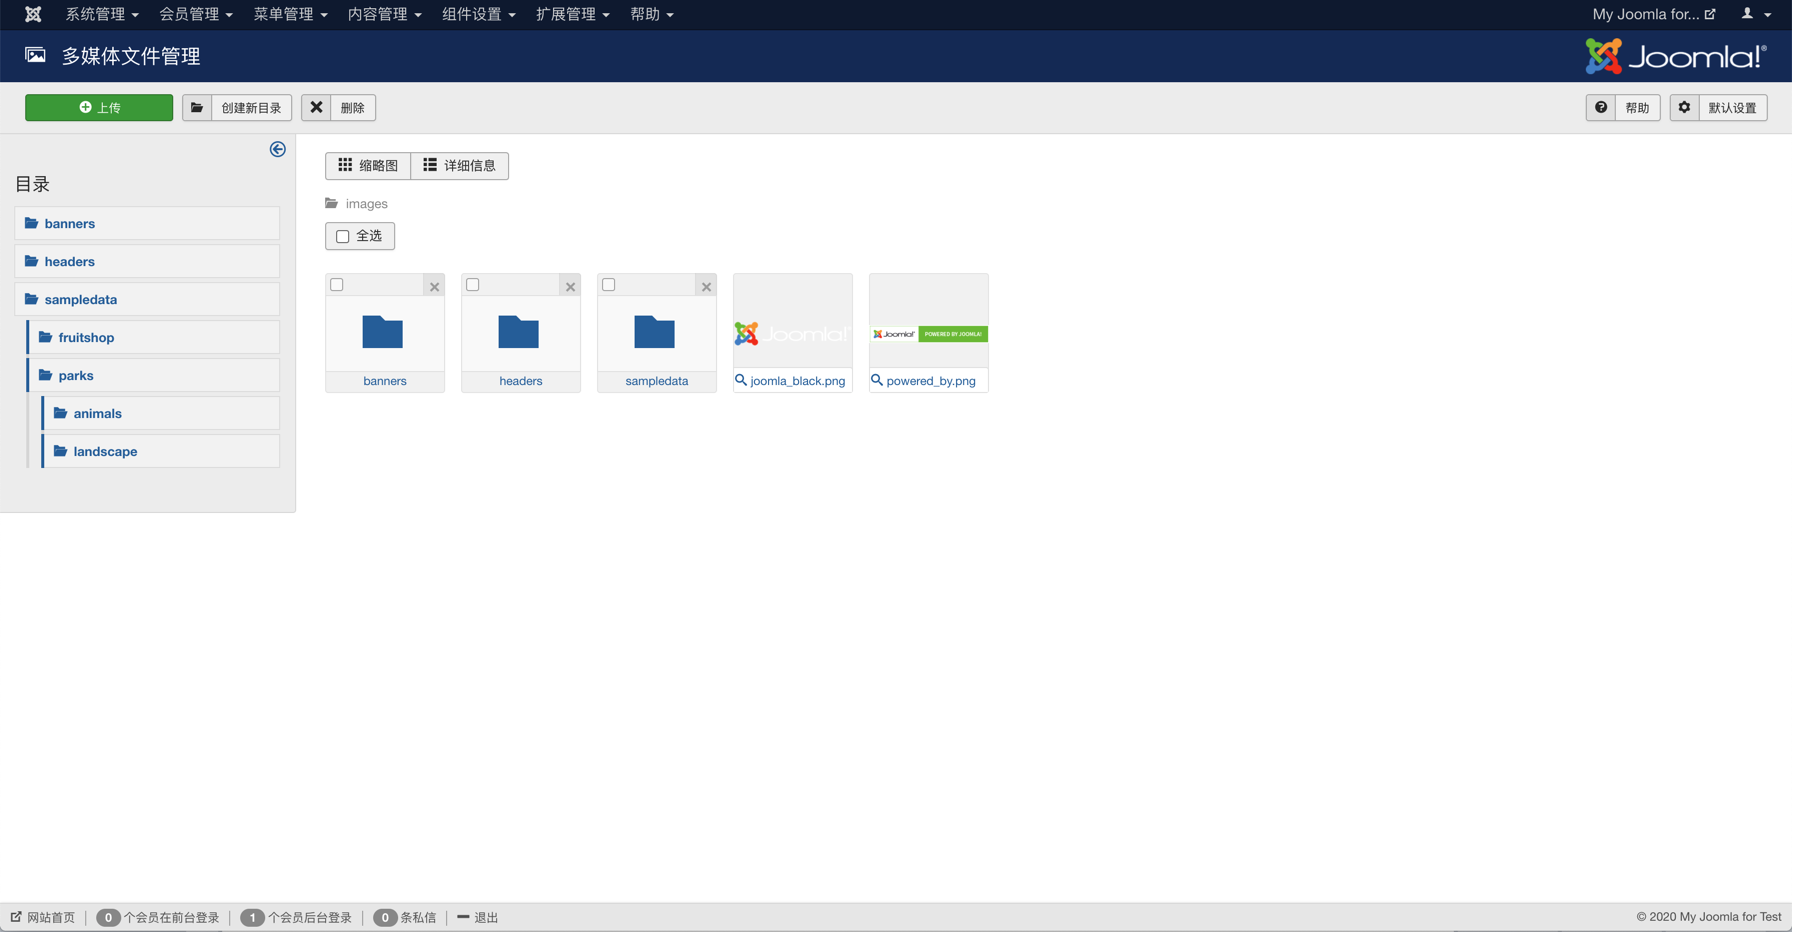 系统管理 会员管理 菜单管理 内容管理 组件设置 扩展管理 帮助 My Joomla for...
多媒体文件管理 Joomla!®
上传 创建新目录 删除 帮助 默认设置
缩略图 详细信息
目录
images
全选
banners
headers
sampledata
fruitshop
parks
animals
landscape
Joomla!
Joomla! POWERED BY JOOMLA!
banners headers sampledata joomla_black.png powered_by.png
网站首页 0 个会员在前台登录 1 个会员后台登录 0 条私信 退出 © 2020 My Joomla for Test